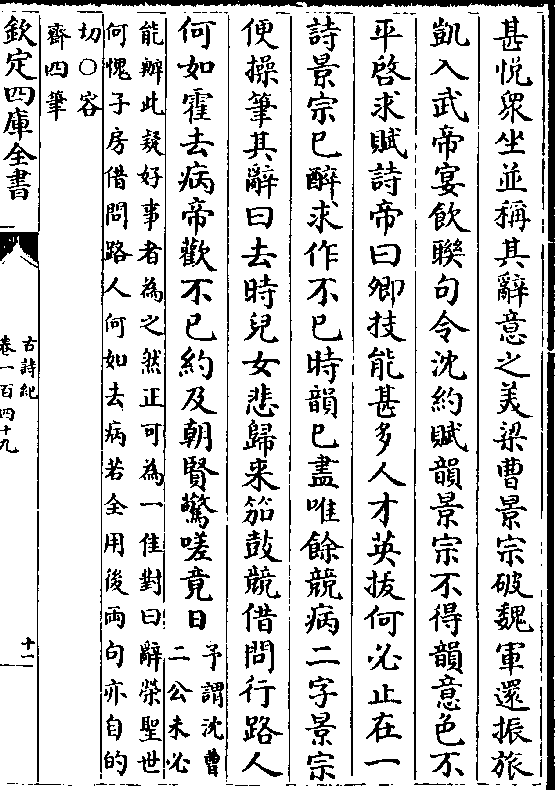 甚悦衆坐並稱其辭意之美梁曹景宗破魏軍還振旅
凱入武帝宴飲聯句令沈約賦韻景宗不得韻意色不
平啓求賦詩帝曰卿技能甚多人才英拔何必止在一
詩景宗已醉求作不已時韻已盡唯餘競病二字景宗
便操筆其辭曰去時兒女悲歸来笳鼓競借問行路人
何如霍去病帝歡不已約及朝賢驚嗟竟日
予謂沈曹
二公未必
能辦此疑好事者為之然正可為一佳對曰辭榮聖世
何愧子房借問路人何如去病若全用後兩句亦自的
切○容
齋四筆
欽定四庫全書
古詩紀
卷一百四十九
十一